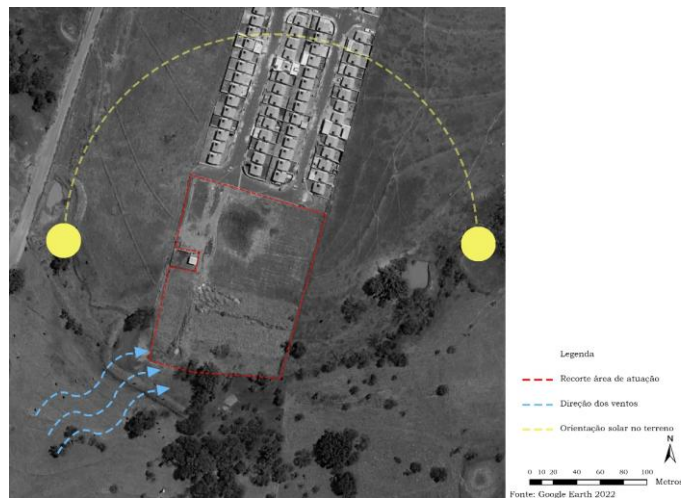 Legenda
Recorte área de atuação
Direção dos ventos
Orientação solar no terreno
N
0 10 20 40 60 80 100 Metros
Fonte: Google Earth 2022